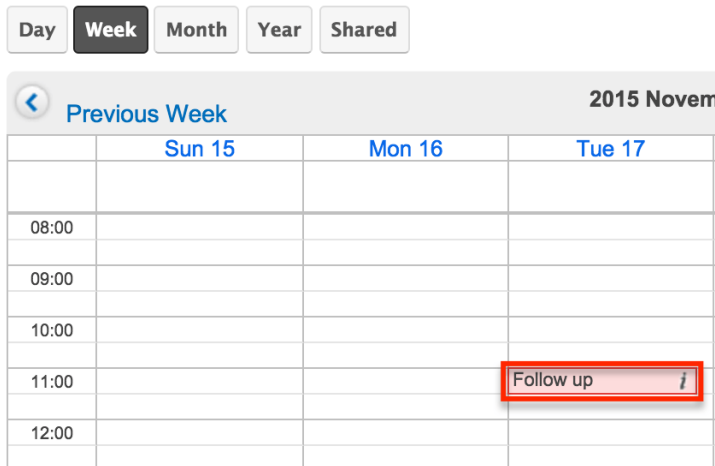 Day Week Month Year Shared
2015 Novem
Previous Week
Sun 15 Mon 16 Tue 17
08:00
09:00
10:00
11:00 Follow up i
12:00